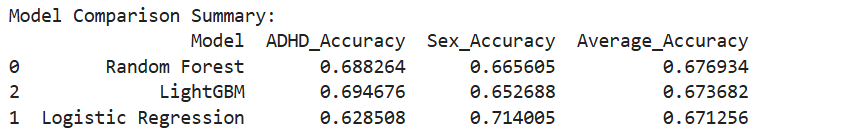 Model Comparison Summary:
Model ADHD_Accuracy Sex_Accuracy Average_Accuracy
0 Random Forest 0.688264 0.665605 0.676934
2 LightGBM 0.694676 0.652688 0.673682
1 Logistic Regression 0.628508 0.714005 0.671256